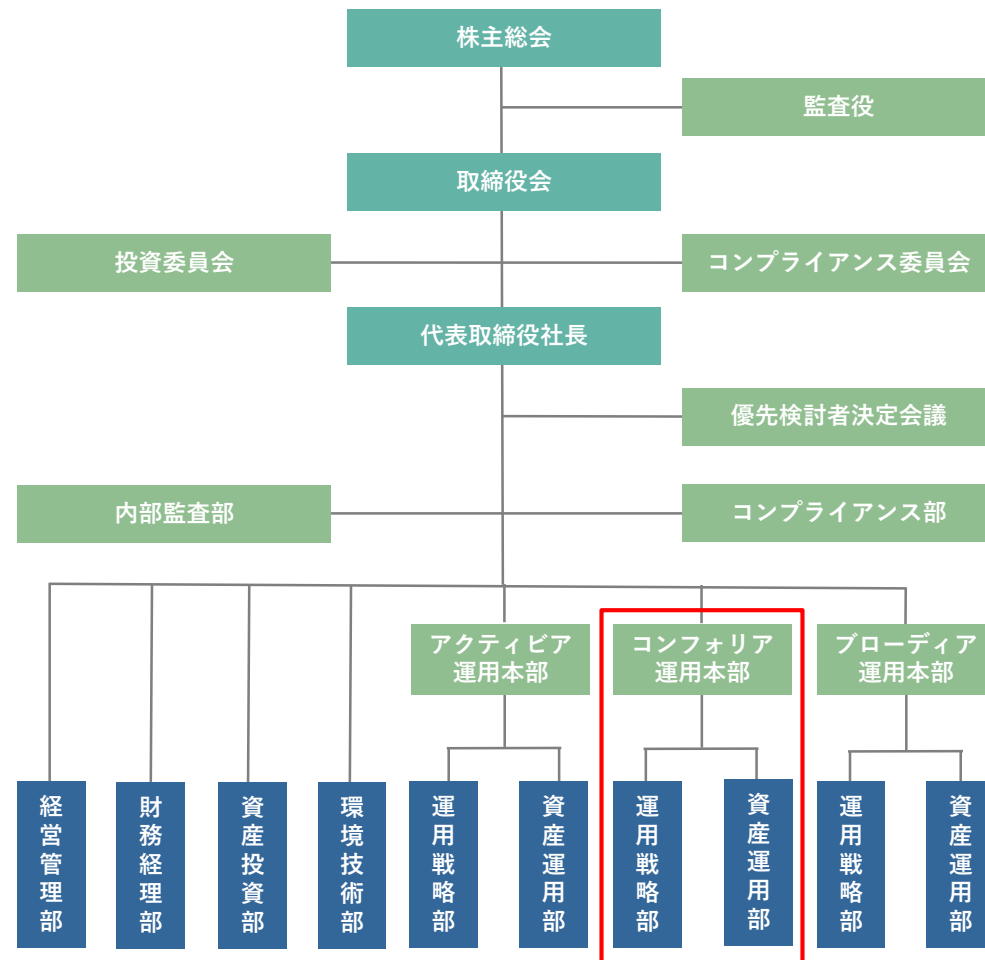 株主総会
監査役
取締役会
投資委員会
コンプライアンス委員会
代表取締役社長
優先検討者決定会議
内部監査部
コンプライアンス部
アクティビア
運用本部
コンフォリア
運用本部
ブローディア
運用本部
経営管理部
財務経理部
資産投資部
環境技術部
運用戦略部
資産運用部
運用戦略部
資産運用部
運用戦略部
資産運用部